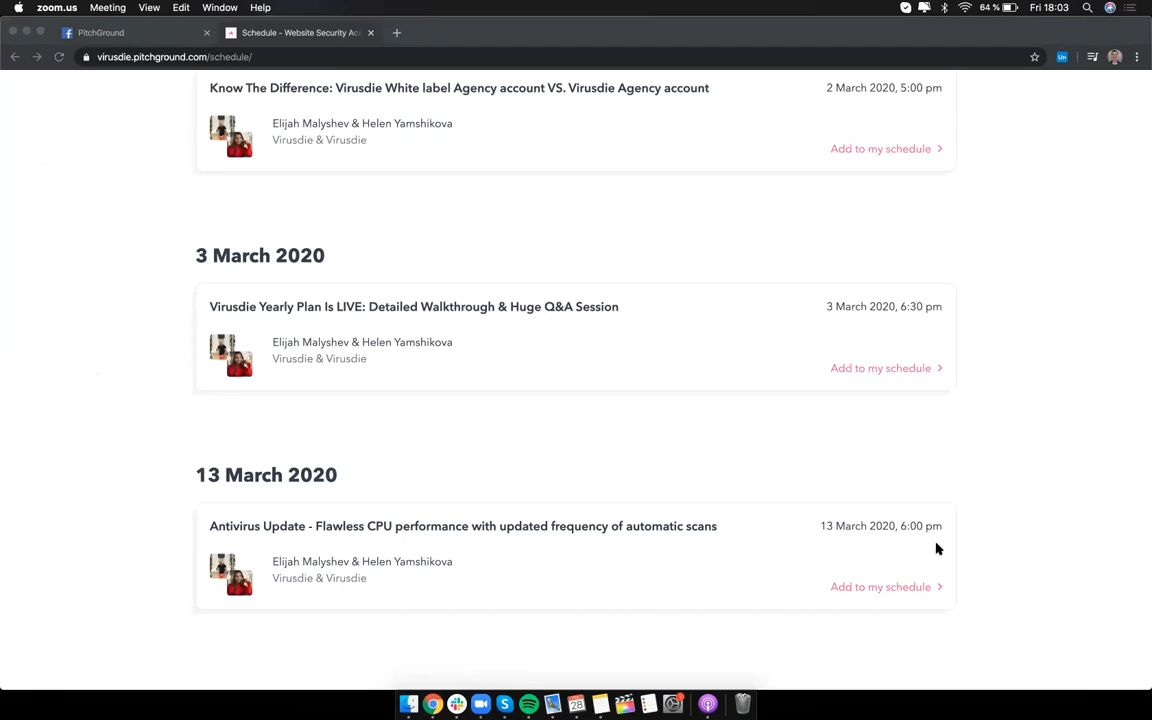 zoom.us Meeting View Edit Window Help 64 % Fri 18:03
PitchGround Schedule - Website Security Ac
virusdie.pitchground.com/schedule/ Un
Know The Difference: Virusdie White label Agency account VS. Virusdie Agency account 2 March 2020, 5:00 pm
Elijah Malyshev & Helen Yamshikova
Virusdie & Virusdie
Add to my schedule
3 March 2020
Virusdie Yearly Plan Is LIVE: Detailed Walkthrough & Huge Q&A Session 3 March 2020, 6:30 pm
Elijah Malyshev & Helen Yamshikova
Virusdie & Virusdie
Add to my schedule
13 March 2020
Antivirus Update - Flawless CPU performance with updated frequency of automatic scans 13 March 2020, 6:00 pm
Elijah Malyshev & Helen Yamshikova
Virusdie & Virusdie
Add to my schedule
28